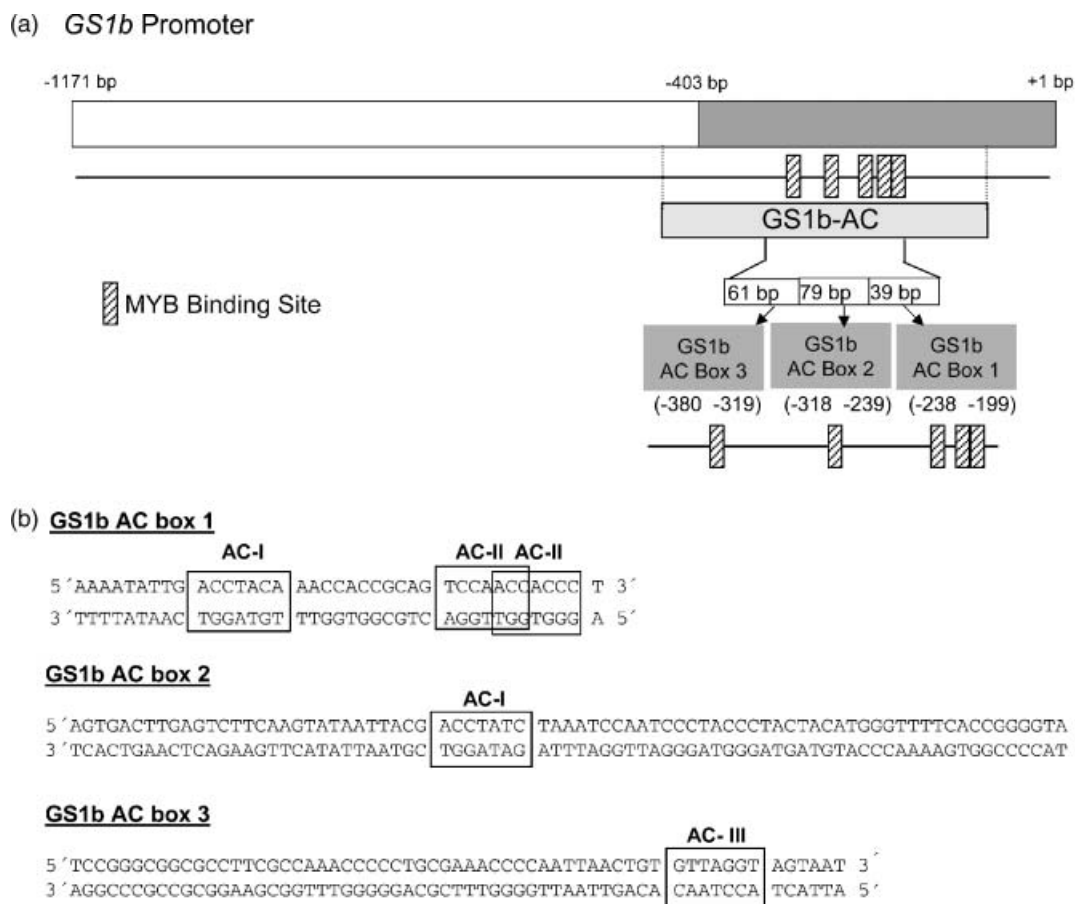 (a) GS1b Promoter
-1171 bp -403 bp +1 bp
GS1b-AC
MYB Binding Site
61 bp 79 bp 39 bp
GS1b AC Box 3
GS1b AC Box 2
GS1b AC Box 1
(-380 -319) (-318 -239) (-238 -199)
(b) GS1b AC box 1
AC-I AC-II AC-II
5´AAAATATTG ACCTACA AACCACCGCAG TCCAACCACCC T 3´
3´TTTTATAAC TGGATGT TTGGTGGCGTC AGGTTGGTGGG A 5´
GS1b AC box 2
AC-I
5´AGTGACTTGAGTCTTCAAGTATAATTACG ACCTATC TAAATCCAATCCCTACCCTACTACATGGGTTTTCACCGGGGTA
3´TCACTGAACTCAGAAGTTCATATTAATGC TGGATAG ATTTAGGTTAGGGATGGGATGATGTACCCAAAAGTGGCCCCAT
GS1b AC box 3
AC- III
5´TCCGGGCGGCGCCTTCGCCAAACCCCCTGCGAAACCCCAATTAACTGT GTTAGGT AGTAAT 3´
3´AGGCCCGCCGCGGAAGCGGTTTGGGGGACGCTTTGGGGTTAATTGACA CAATCCA TCATTA 5´